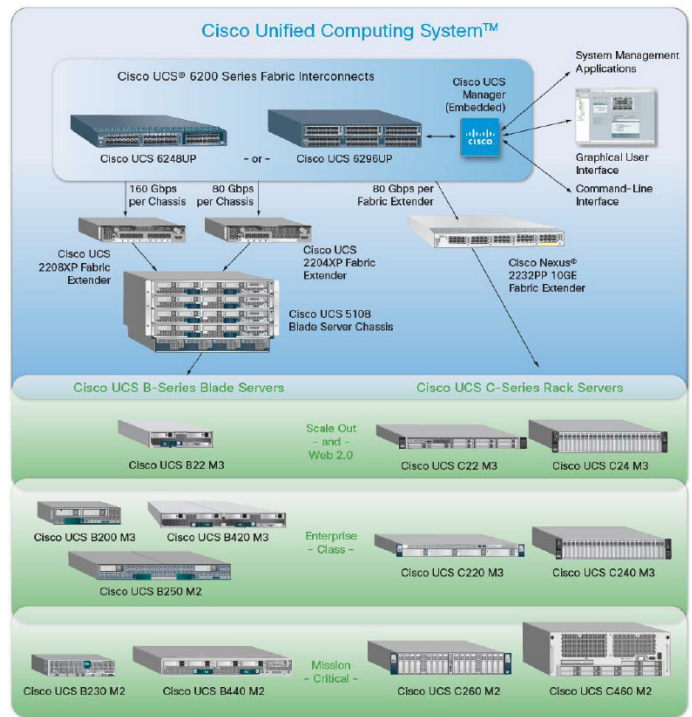 Cisco Unified Computing System™
Cisco UCS® 6200 Series Fabric Interconnects
Cisco UCS
Manager
(Embedded)
System Management
Applications
CISCO
Cisco UCS 6248UP
- or -
Cisco UCS 6296UP
Graphical User
Interface
Command-Line
Interface
160 Gbps
per Chassis
80 Gbps
per Chassis
80 Gbps per
Fabric Extender
Cisco UCS
2208XP Fabric
Extender
Cisco UCS
2204XP Fabric
Extender
Cisco Nexus®
2232PP 10GE
Fabric Extender
Cisco UCS 5108
Blade Server Chassis
Cisco UCS B-Series Blade Servers
Cisco UCS C-Series Rack Servers
Scale Out
- and -
Web 2.0
Cisco UCS B22 M3
Cisco UCS C22 M3
Cisco UCS C24 M3
Cisco UCS B200 M3
Cisco UCS B420 M3
Enterprise
- Class -
Cisco UCS C220 M3
Cisco UCS C240 M3
Cisco UCS B250 M2
Mission
- Critical -
Cisco UCS B230 M2
Cisco UCS B440 M2
Cisco UCS C260 M2
Cisco UCS C460 M2